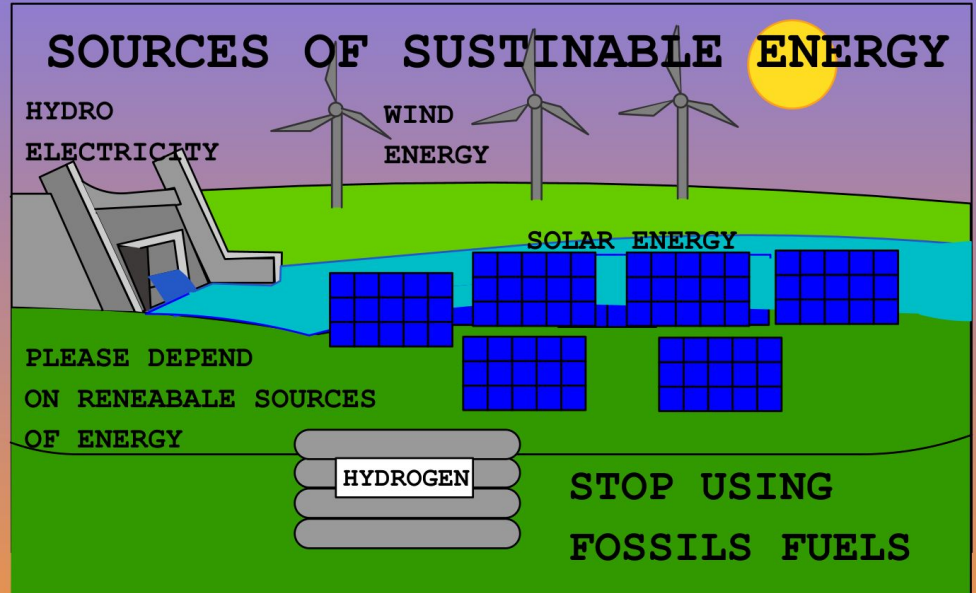 SOURCES OF SUSTINABLE ENERGY
HYDRO
ELECTRICITY
WIND
ENERGY
SOLAR ENERGY
PLEASE DEPEND
ON RENEABALE SOURCES
OF ENERGY
HYDROGEN
STOP USING
FOSSILS FUELS